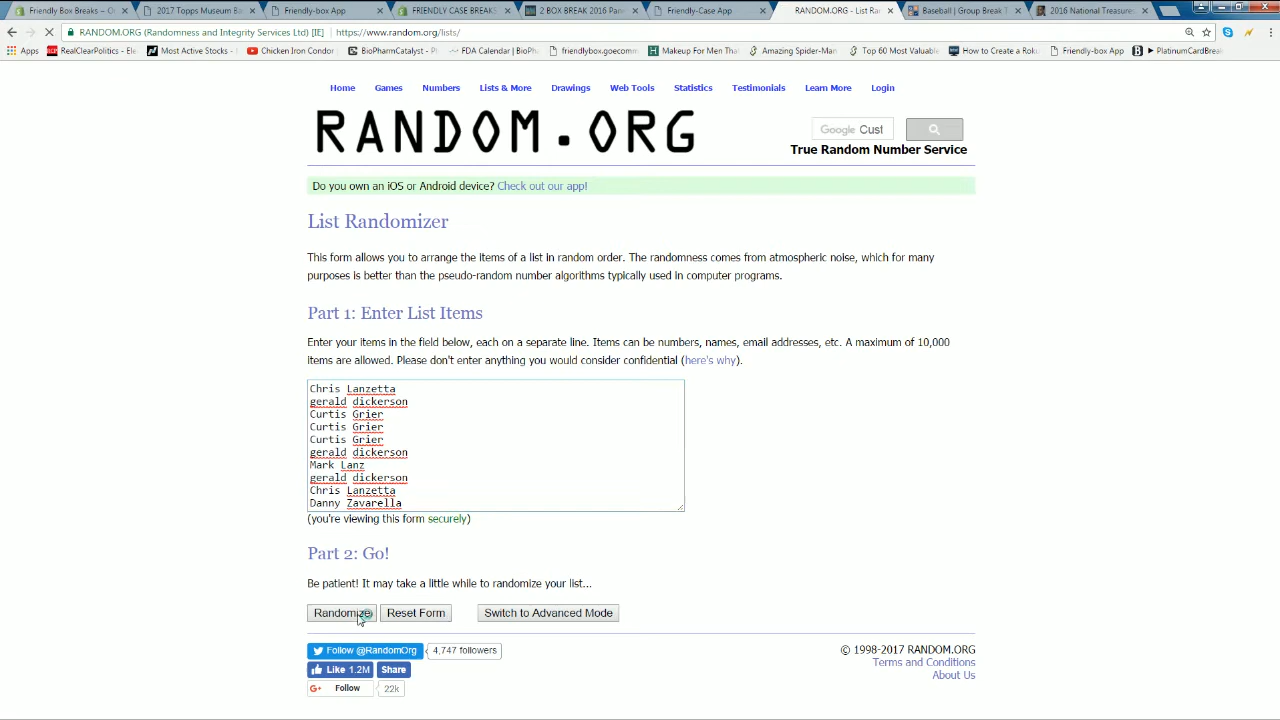 Friendly Box Breaks – O
2017 Topps Museum Ba
Friendly-box App
FRIENDLY CASE BREAKS
2 BOX BREAK 2016 Pani
Friendly-Case App
RANDOM.ORG - List Ra
Baseball | Group Break T
2016 National Treasures
RANDOM.ORG (Randomness and Integrity Services Ltd) [IE]
https://www.random.org/lists/
Apps
RealClearPolitics - Ele
Most Active Stocks -
Chicken Iron Condor
BioPharmCatalyst -
FDA Calendar | BioPh
friendlybox.goecomm
Makeup For Men Tha
Amazing Spider-Man
Top 60 Most Valuable
How to Create a Roku
Friendly-box App
PlatinumCardBreak
Home
Games
Numbers
Lists & More
Drawings
Web Tools
Statistics
Testimonials
Learn More
Login
RANDOM.ORG
Google Cust
True Random Number Service
Do you own an iOS or Android device? Check out our app!
List Randomizer
This form allows you to arrange the items of a list in random order. The randomness comes from atmospheric noise, which for many
purposes is better than the pseudo-random number algorithms typically used in computer programs.
Part 1: Enter List Items
Enter your items in the field below, each on a separate line. Items can be numbers, names, email addresses, etc. A maximum of 10,000
items are allowed. Please don't enter anything you would consider confidential (here's why).
Chris Lanzetta
gerald dickerson
Curtis Grier
Curtis Grier
Curtis Grier
gerald dickerson
Mark Lanz
gerald dickerson
Chris Lanzetta
Danny Zavarella
(you're viewing this form securely)
Part 2: Go!
Be patient! It may take a little while to randomize your list...
Randomize
Reset Form
Switch to Advanced Mode
Follow @RandomOrg
4,747 followers
Like 1.2M
Share
Follow
22k
© 1998-2017 RANDOM.ORG
Terms and Conditions
About Us